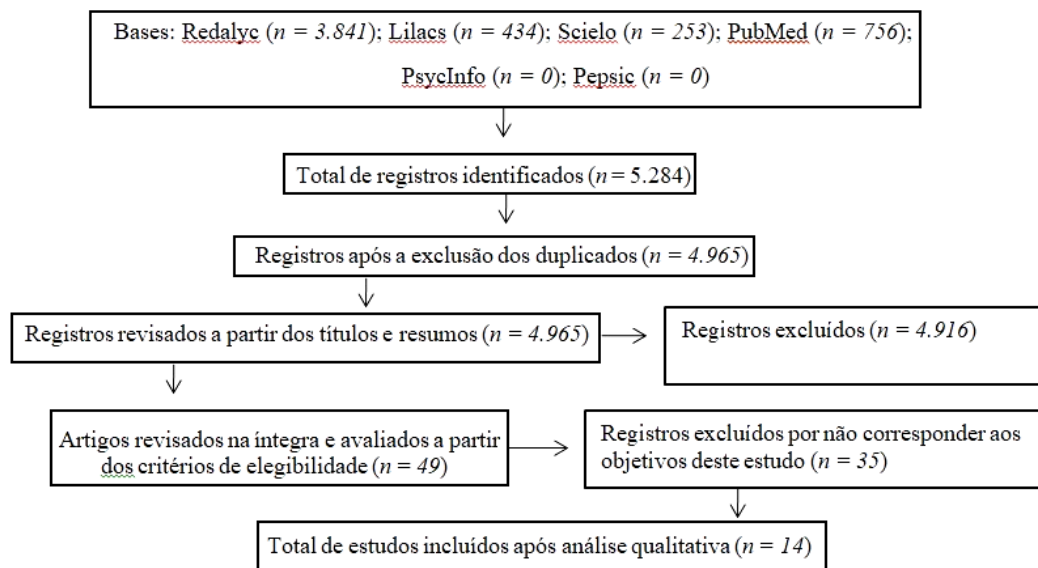 Bases: Redalyc (n = 3.841); Lilacs (n = 434); Scielo (n = 253); PubMed (n = 756);
PsycInfo (n = 0); Pepsic (n = 0)
Total de registros identificados (n = 5.284)
Registros após a exclusão dos duplicados (n = 4.965)
Registros revisados a partir dos títulos e resumos (n = 4.965)
Registros excluídos (n = 4.916)
Artigos revisados na íntegra e avaliados a partir
dos critérios de elegibilidade (n = 49)
Registros excluídos por não corresponder aos
objetivos deste estudo (n = 35)
Total de estudos incluídos após análise qualitativa (n = 14)